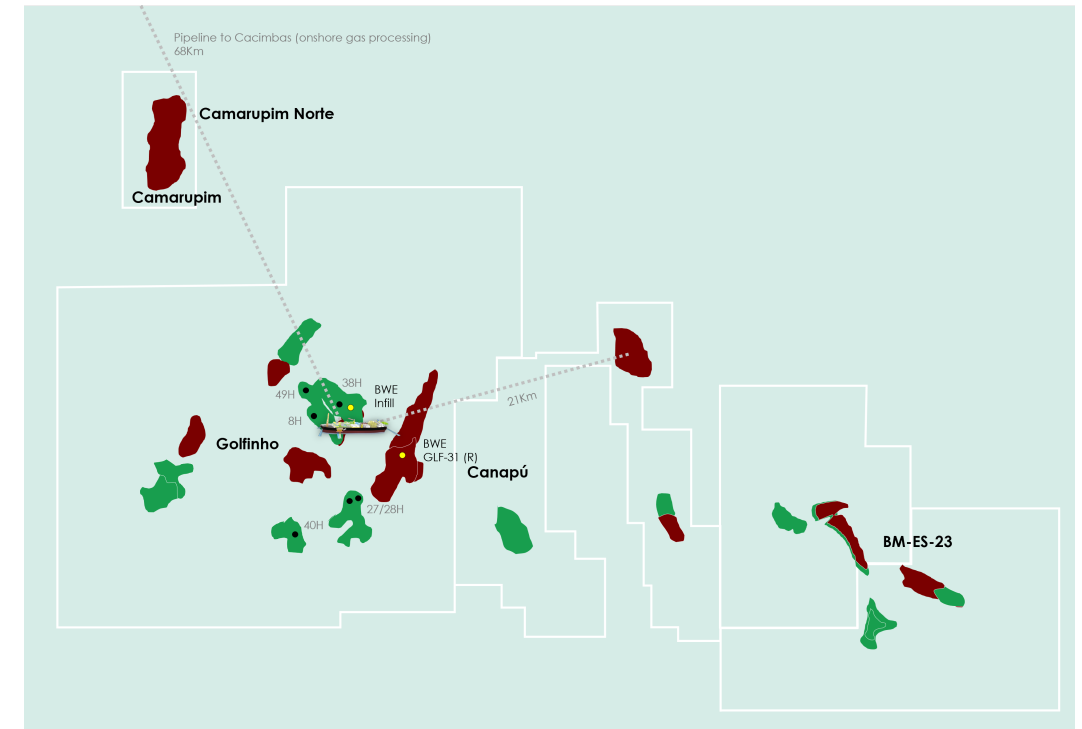 Pipeline to Cacimbas (onshore gas processing)
68Km
Camarupim Norte
Camarupim
38H
BWE
Infill
49H
21Km
8H
Golfinho
BWE
GLF-31 (R)
Canapú
27/28H
40H
BM-ES-23